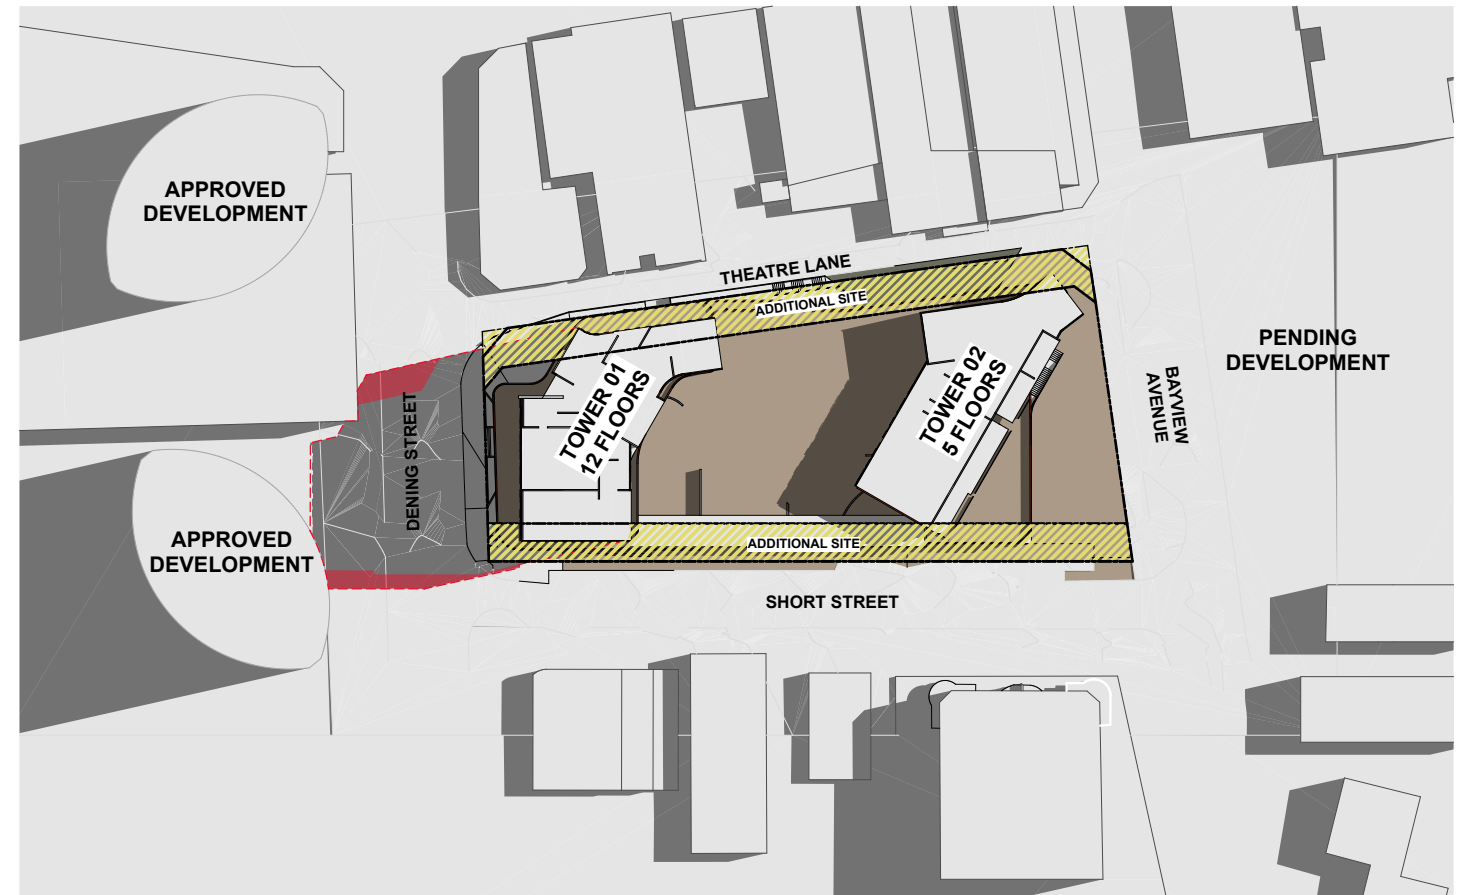 APPROVED
DEVELOPMENT
THEATRE LANE
ADDITIONAL SITE
PENDING
DEVELOPMENT
TOWER 01
12 FLOORS
TOWER 02
5 FLOORS
BAYVIEW
AVENUE
DENING STREET
APPROVED
DEVELOPMENT
ADDITIONAL SITE
SHORT STREET